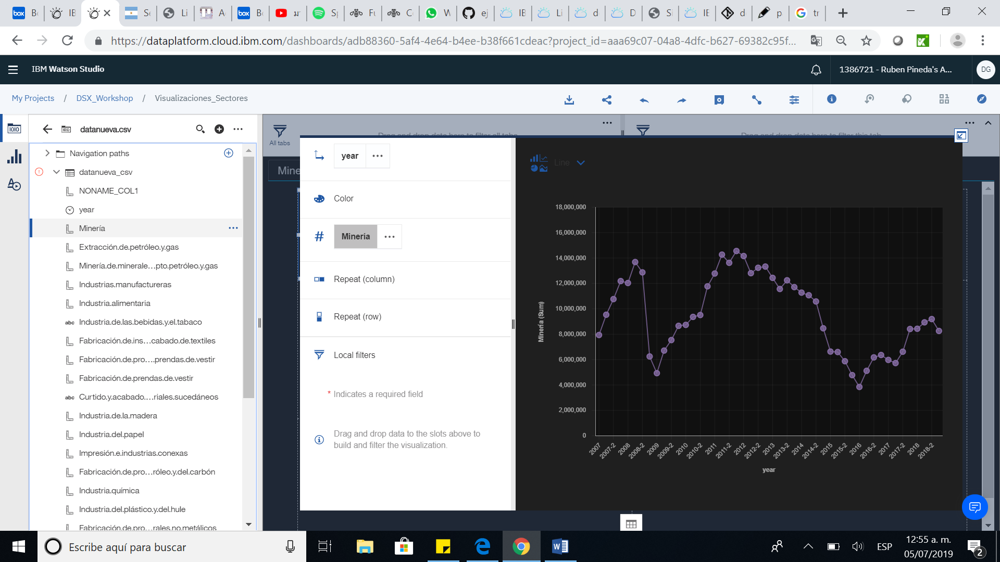 box
Bo
IB
Se
Li
A
box
Bo
Sp
Fu
Co
W
ej
IB
Li
d
D
Si
IE
d
p
tr
https://dataplatform.cloud.ibm.com/dashboards/adb88360-5af4-4e64-b4ee-b38f661cdeac?project_id=aaa69c07-04a8-4dfc-b627-69382c95f...
IBM Watson Studio
1386721 - Ruben Pineda's A...
DG
My Projects / DSX_Workshop / Visualizaciones_Sectores
datanueva.csv
Navigation paths
datanueva_csv
NONAME_COL1
year
Minería
Extracción.de.petróleo.y.gas
Minería.de.minerale...pto.petróleo.y.gas
Industrias.manufactureras
Industria.alimentaria
abc Industria.de.las.bebidas.y.el.tabaco
Fabricación.de.ins...cabado.de.textiles
Fabricación.de.pro....prendas.de.vestir
Fabricación.de.prendas.de.vestir
abc Curtido.y.acabado....riales.sucedáneos
Industria.de.la.madera
Industria.del.papel
Impresión.e.industrias.conexas
Fabricación.de.pro...róleo.y.del.carbón
Industria.química
Industria.del.plástico.y.del.hule
Fabricación.de.pro...rales.no.metálicos
All tabs
Drag and drop data here to filter all tabs
Drag and drop data here to filter this tab
Mine
year
Color
Minería
Repeat (column)
Repeat (row)
Local filters
* Indicates a required field
Drag and drop data to the slots above to
build and filter the visualization.
Line
18,000,000
16,000,000
14,000,000
12,000,000
10,000,000
8,000,000
6,000,000
4,000,000
2,000,000
0
Minería (Sum)
2007
2007-2
2008
2008-2
2009
2009-2
2010
2010-2
2011
2011-2
2012
2012-2
2013
2013-2
2014
2014-2
2015
2015-2
2016
2016-2
2017
2017-2
2018
2018-2
year
Escribe aquí para buscar
ESP
12:55 a. m.
05/07/2019
2